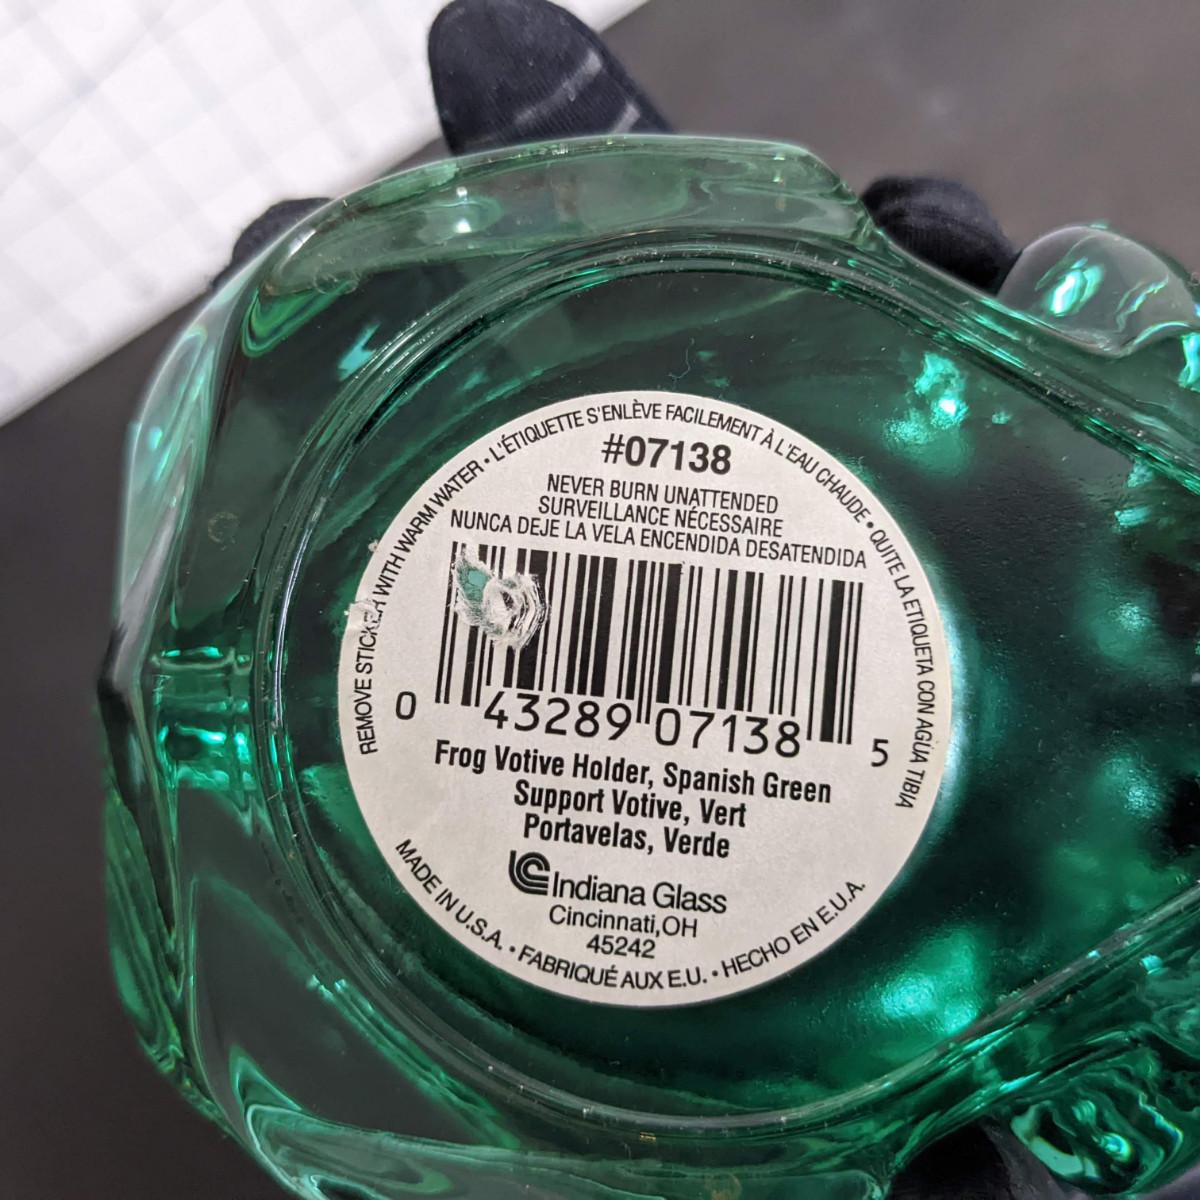 REMOVE STICKER WITH WARM WATER • L'ÉTIQUETTE S'ENLÈVE FACILEMENT À L'EAU CHAUDE • QUITE LA ETIQUETA CON AGUA TIBIA
#07138
NEVER BURN UNATTENDED
SURVEILLANCE NÉCESSAIRE
NUNCA DEJE LA VELA ENCENDIDA DESATENDIDA
0 43289 07138 5
Frog Votive Holder, Spanish Green
Support Votive, Vert
Portavelas, Verde
Indiana Glass
Cincinnati,OH
45242
MADE IN U.S.A. • FABRIQUÉ AUX E.U. • HECHO EN E.U.A.